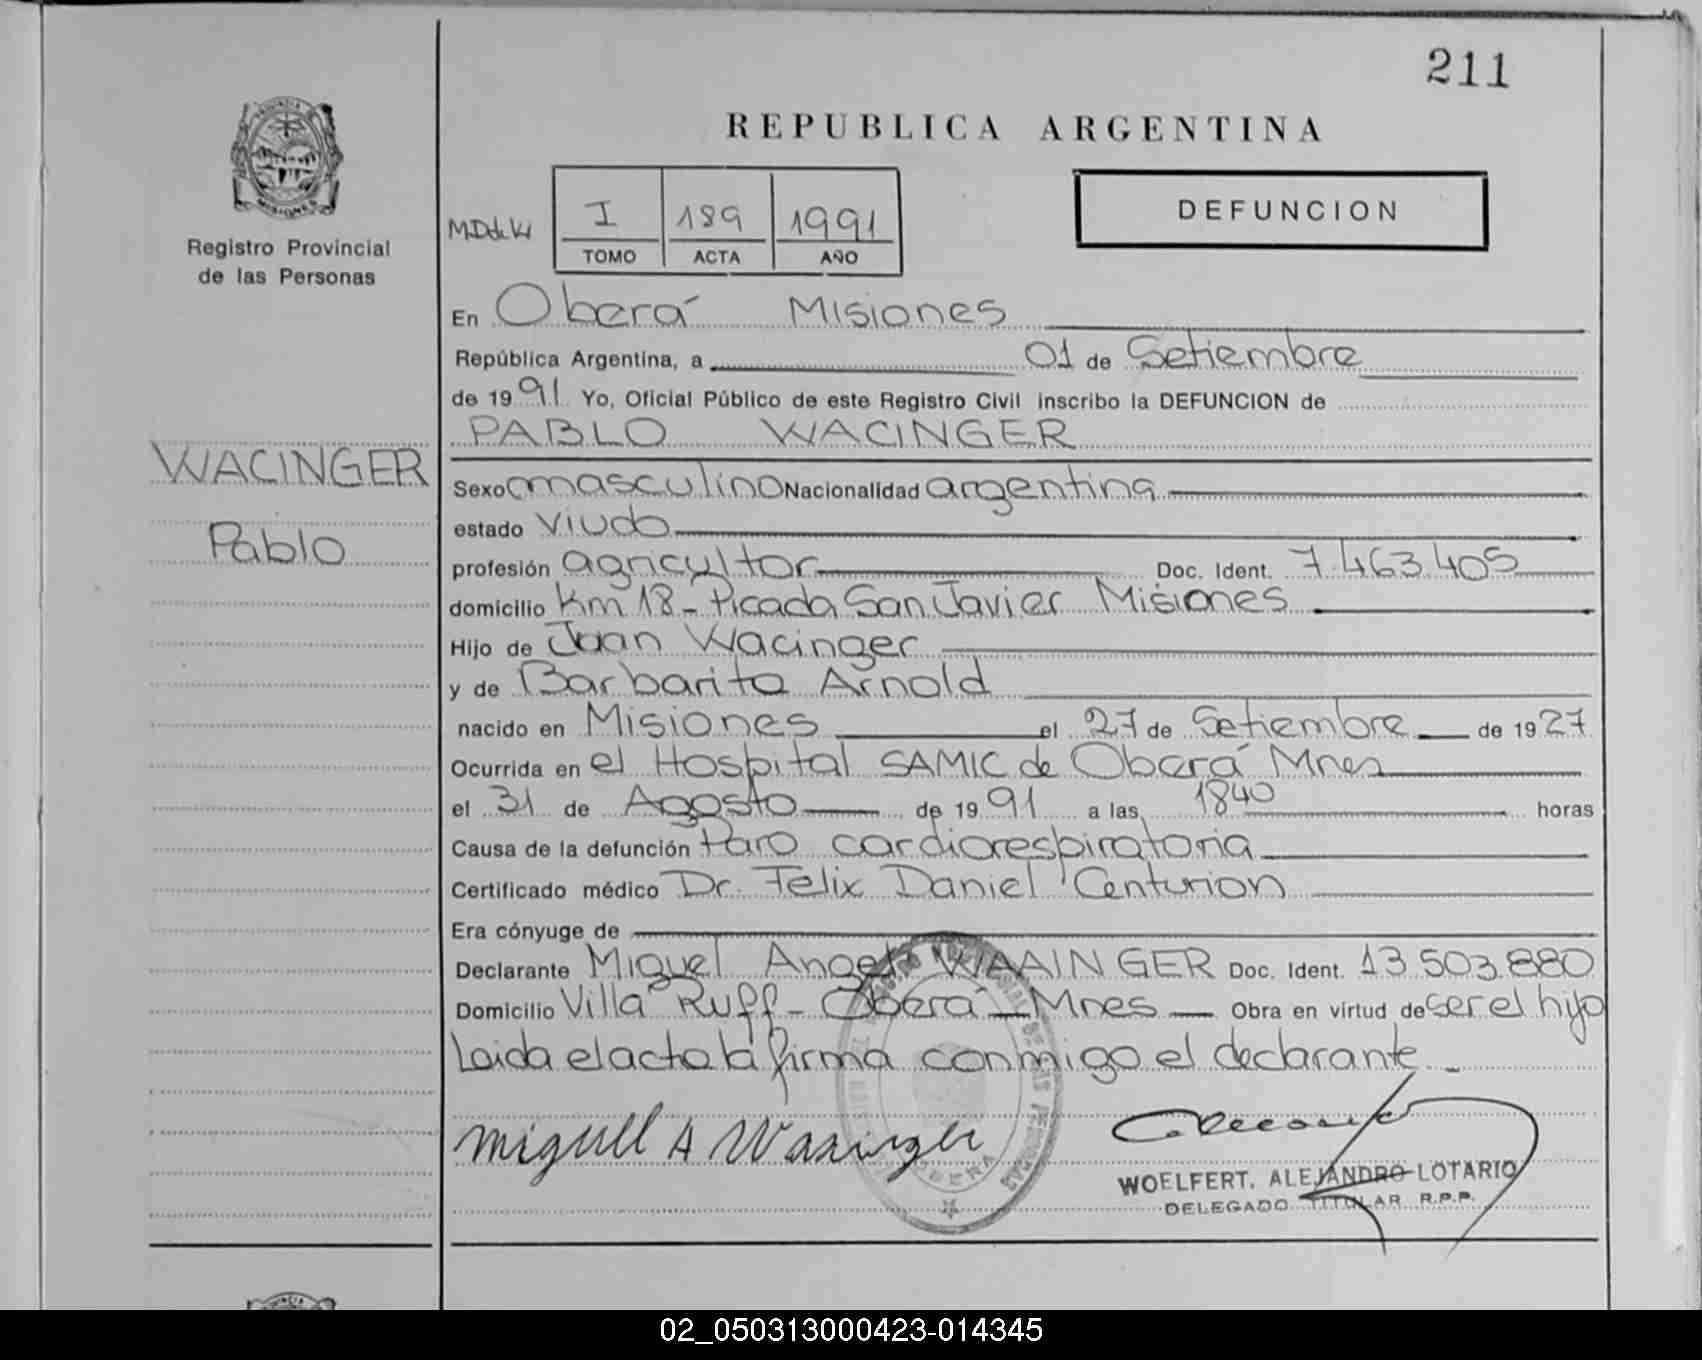 211
REPUBLICA ARGENTINA
Registro Provincial
de las Personas
I 189 1991
TOMO ACTA AÑO
DEFUNCION
En Oberá Misiones
República Argentina, a 01 de Setiembre
de 1991 Yo, Oficial Público de este Registro Civil inscribo la DEFUNCION de
PABLO WACINGER
WACINGER
Pablo
Sexo masculino Nacionalidad argentina
estado viudo
profesión agricultor Doc. Ident. 7.463.405
domicilio Km 18 - Picada San Javier Misiones
Hijo de Juan Wacinger
y de Barbarita Arnold
nacido en Misiones el 27 de Setiembre de 1927
Ocurrida en el Hospital SAMIC de Oberá Mnes
el 31 de Agosto de 1991 a las 1840 horas
Causa de la defunción Paro cardiorespiratoria
Certificado médico Dr. Felix Daniel Centurion
Era cónyuge de
Declarante Miguel Angel WAAINGER Doc. Ident. 13.503.880
Domicilio Villa Ruff - Oberá - Mnes - Obra en virtud de ser el hijo
Leida el acta la firma conmigo el declarante.-
Miguel A Wasinger
WOELFERT, ALEJANDRO LOTARIO
DELEGADO TITULAR R.P.P.
02_050313000423-014345